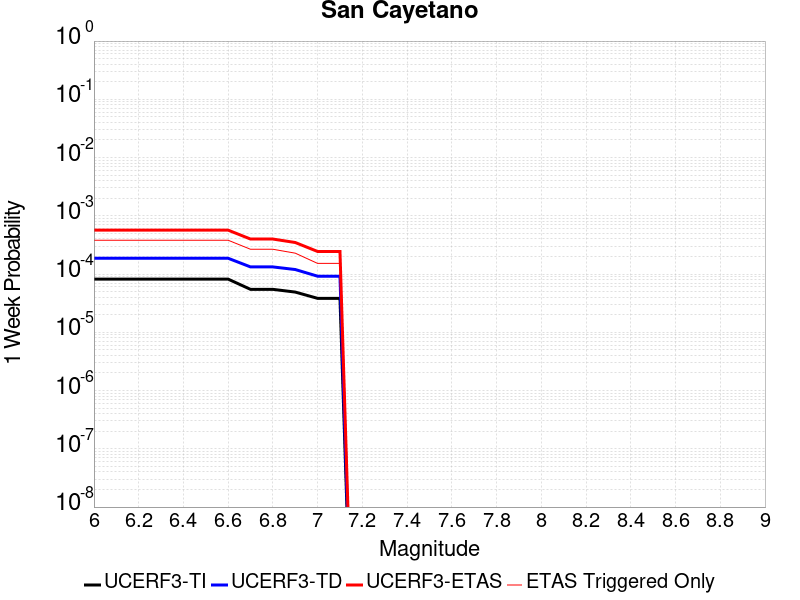 San Cayetano
1 Week Probability
10^0
10^-1
10^-2
10^-3
10^-4
10^-5
10^-6
10^-7
10^-8
6 6.2 6.4 6.6 6.8 7 7.2 7.4 7.6 7.8 8 8.2 8.4 8.6 8.8 9
Magnitude
UCERF3-TI UCERF3-TD UCERF3-ETAS ETAS Triggered Only